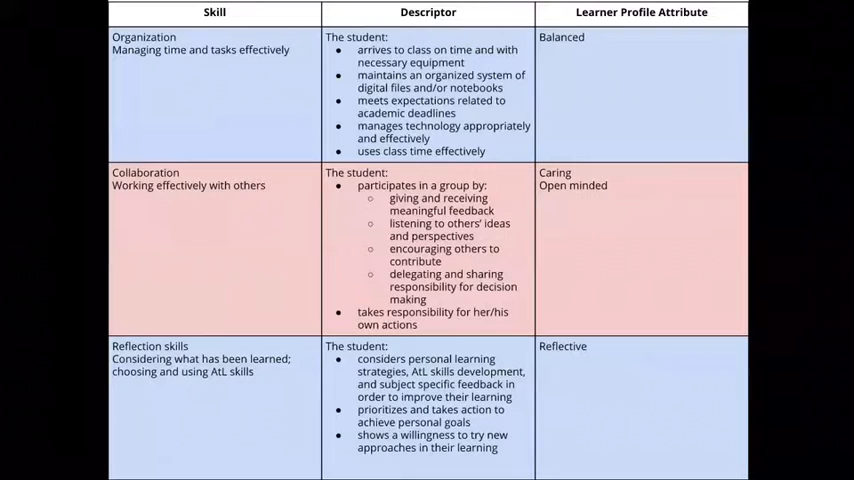 Skill
Descriptor
Learner Profile Attribute
Organization
Managing time and tasks effectively
The student:
● arrives to class on time and with
necessary equipment
● maintains an organized system of
digital files and/or notebooks
● meets expectations related to
academic deadlines
● manages technology appropriately
and effectively
● uses class time effectively
Balanced
Collaboration
Working effectively with others
The student:
● participates in a group by:
○ giving and receiving
meaningful feedback
○ listening to others’ ideas
and perspectives
○ encouraging others to
contribute
○ delegating and sharing
responsibility for decision
making
● takes responsibility for her/his
own actions
Caring
Open minded
Reflection skills
Considering what has been learned;
choosing and using AtL skills
The student:
● considers personal learning
strategies, AtL skills development,
and subject specific feedback in
order to improve their learning
● prioritizes and takes action to
achieve personal goals
● shows a willingness to try new
approaches in their learning
Reflective